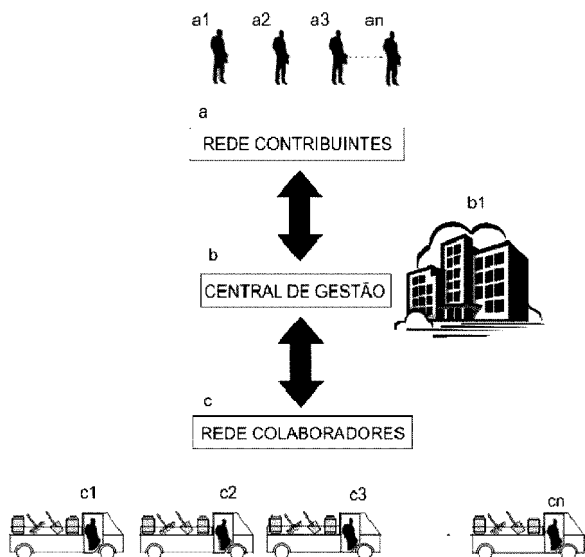 a1 a2 a3 an
a
REDE CONTRIBUINTES
b1
b
CENTRAL DE GESTÃO
c
REDE COLABORADORES
c1 c2 c3 cn